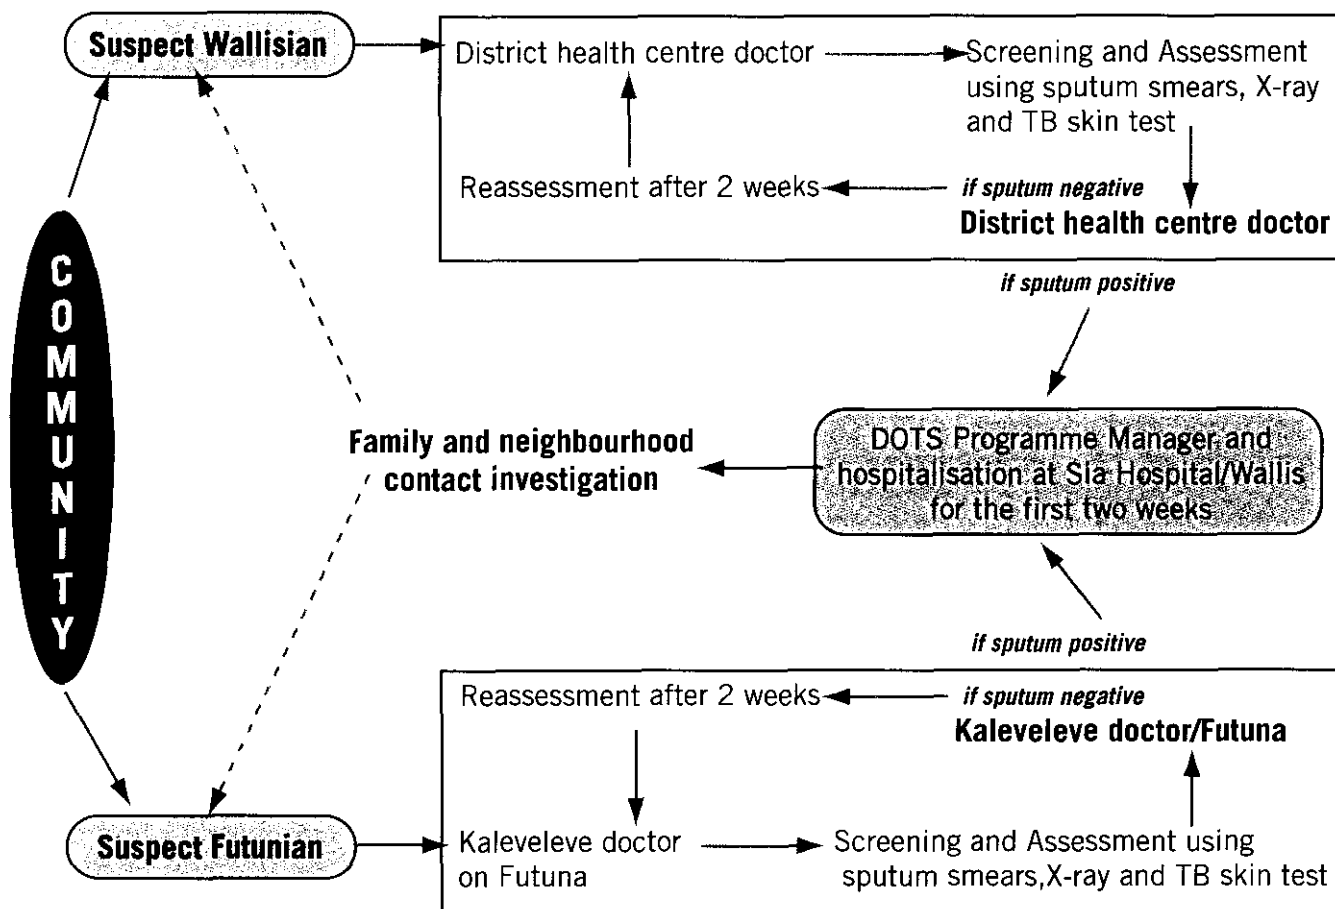 Suspect Wallisian
District health centre doctor
Screening and Assessment
using sputum smears, X-ray
and TB skin test
Reassessment after 2 weeks
if sputum negative
District health centre doctor
if sputum positive
COMMUNITY
Family and neighbourhood
contact investigation
DOTS Programme Manager and
hospitalisation at Sia Hospital/Wallis
for the first two weeks
if sputum positive
Reassessment after 2 weeks
if sputum negative
Kaleveleve doctor/Futuna
Suspect Futunian
Kaleveleve doctor
on Futuna
Screening and Assessment using
sputum smears,X-ray and TB skin test